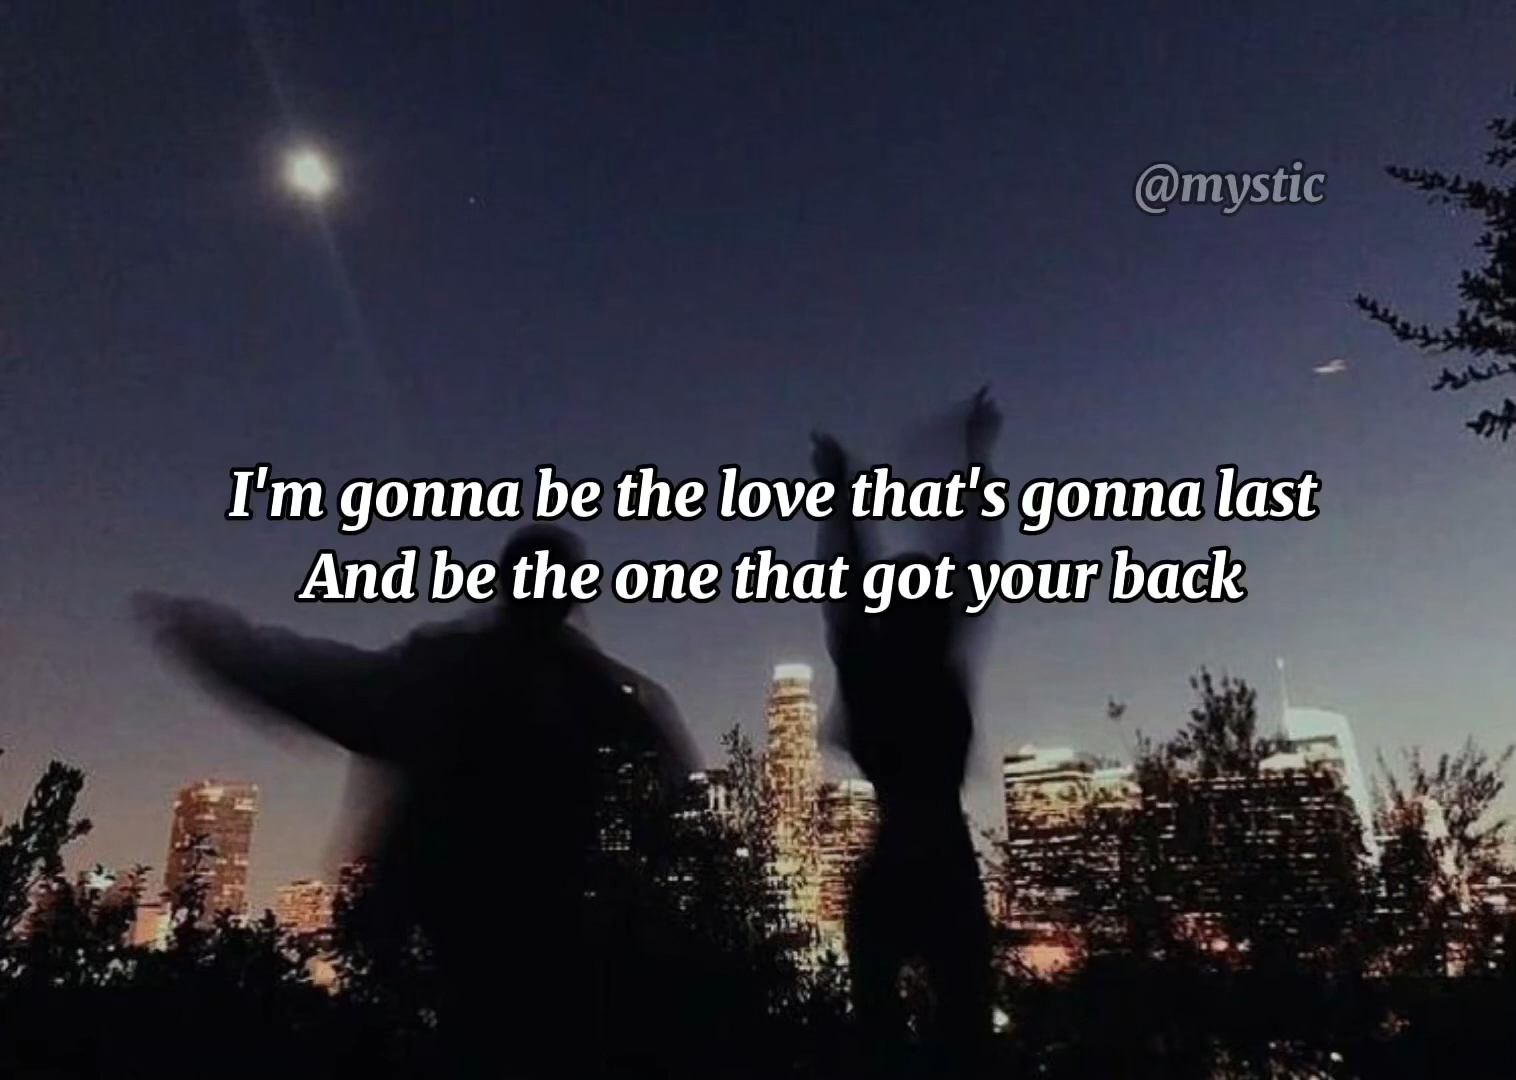 @mystic
I'm gonna be the love that's gonna last
And be the one that got your back